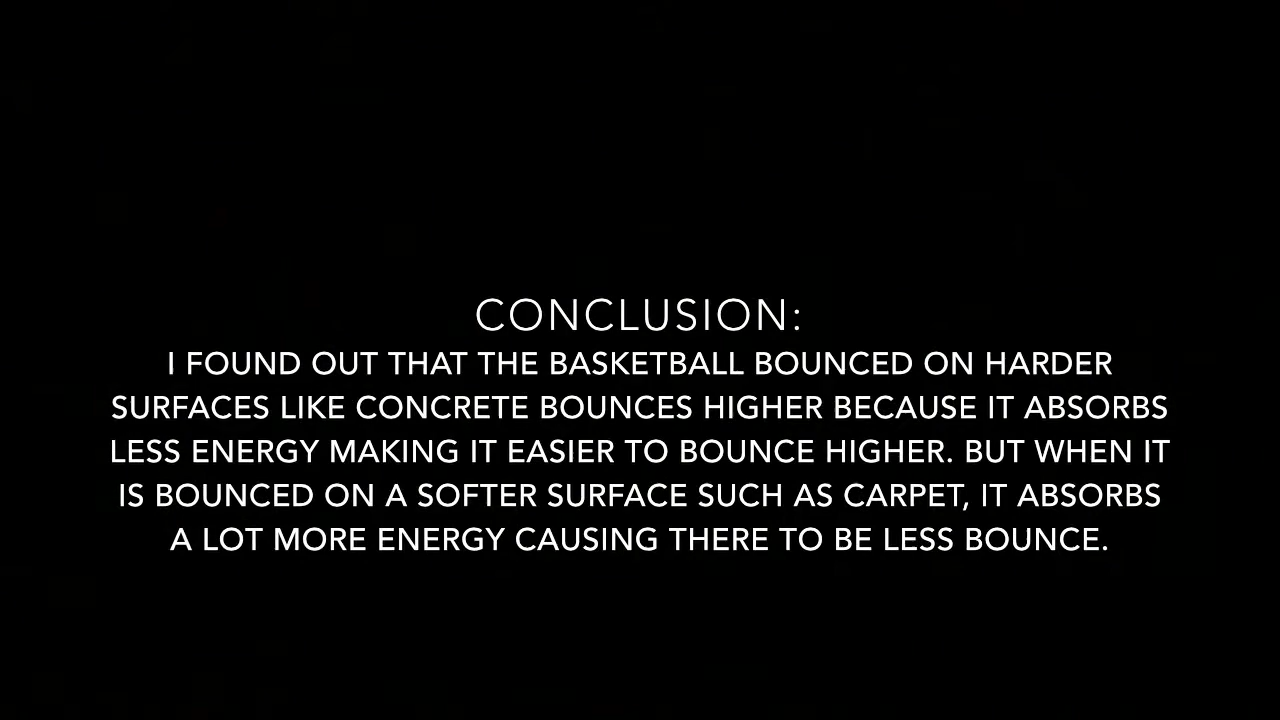 CONCLUSION:
I FOUND OUT THAT THE BASKETBALL BOUNCED ON HARDER
SURFACES LIKE CONCRETE BOUNCES HIGHER BECAUSE IT ABSORBS
LESS ENERGY MAKING IT EASIER TO BOUNCE HIGHER. BUT WHEN IT
IS BOUNCED ON A SOFTER SURFACE SUCH AS CARPET, IT ABSORBS
A LOT MORE ENERGY CAUSING THERE TO BE LESS BOUNCE.